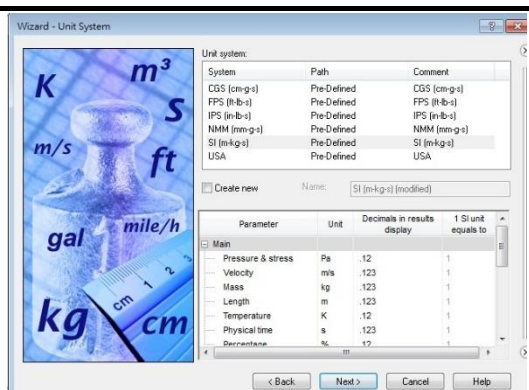 Wizard - Unit System
K
m³
S
m/s
ft
gal
mile/h
kg
cm 1 2 3
cm
Unit system:
System Path Comment
CGS (cm-g-s) Pre-Defined CGS (cm-g-s)
FPS (ft-lb-s) Pre-Defined FPS (ft-lb-s)
IPS (in-lb-s) Pre-Defined IPS (in-lb-s)
NMM (mm-g-s) Pre-Defined NMM (mm-g-s)
SI (m-kg-s) Pre-Defined SI (m-kg-s)
USA Pre-Defined USA
Create new Name: SI (m-kg-s) (modified)
Parameter Unit Decimals in results display 1 SI unit equals to
Main
Pressure & stress Pa .12 1
Velocity m/s .123 1
Mass kg .123 1
Length m .123 1
Temperature K .12 1
Physical time s .123 1
Percentage % .12 1
< Back Next > Cancel Help